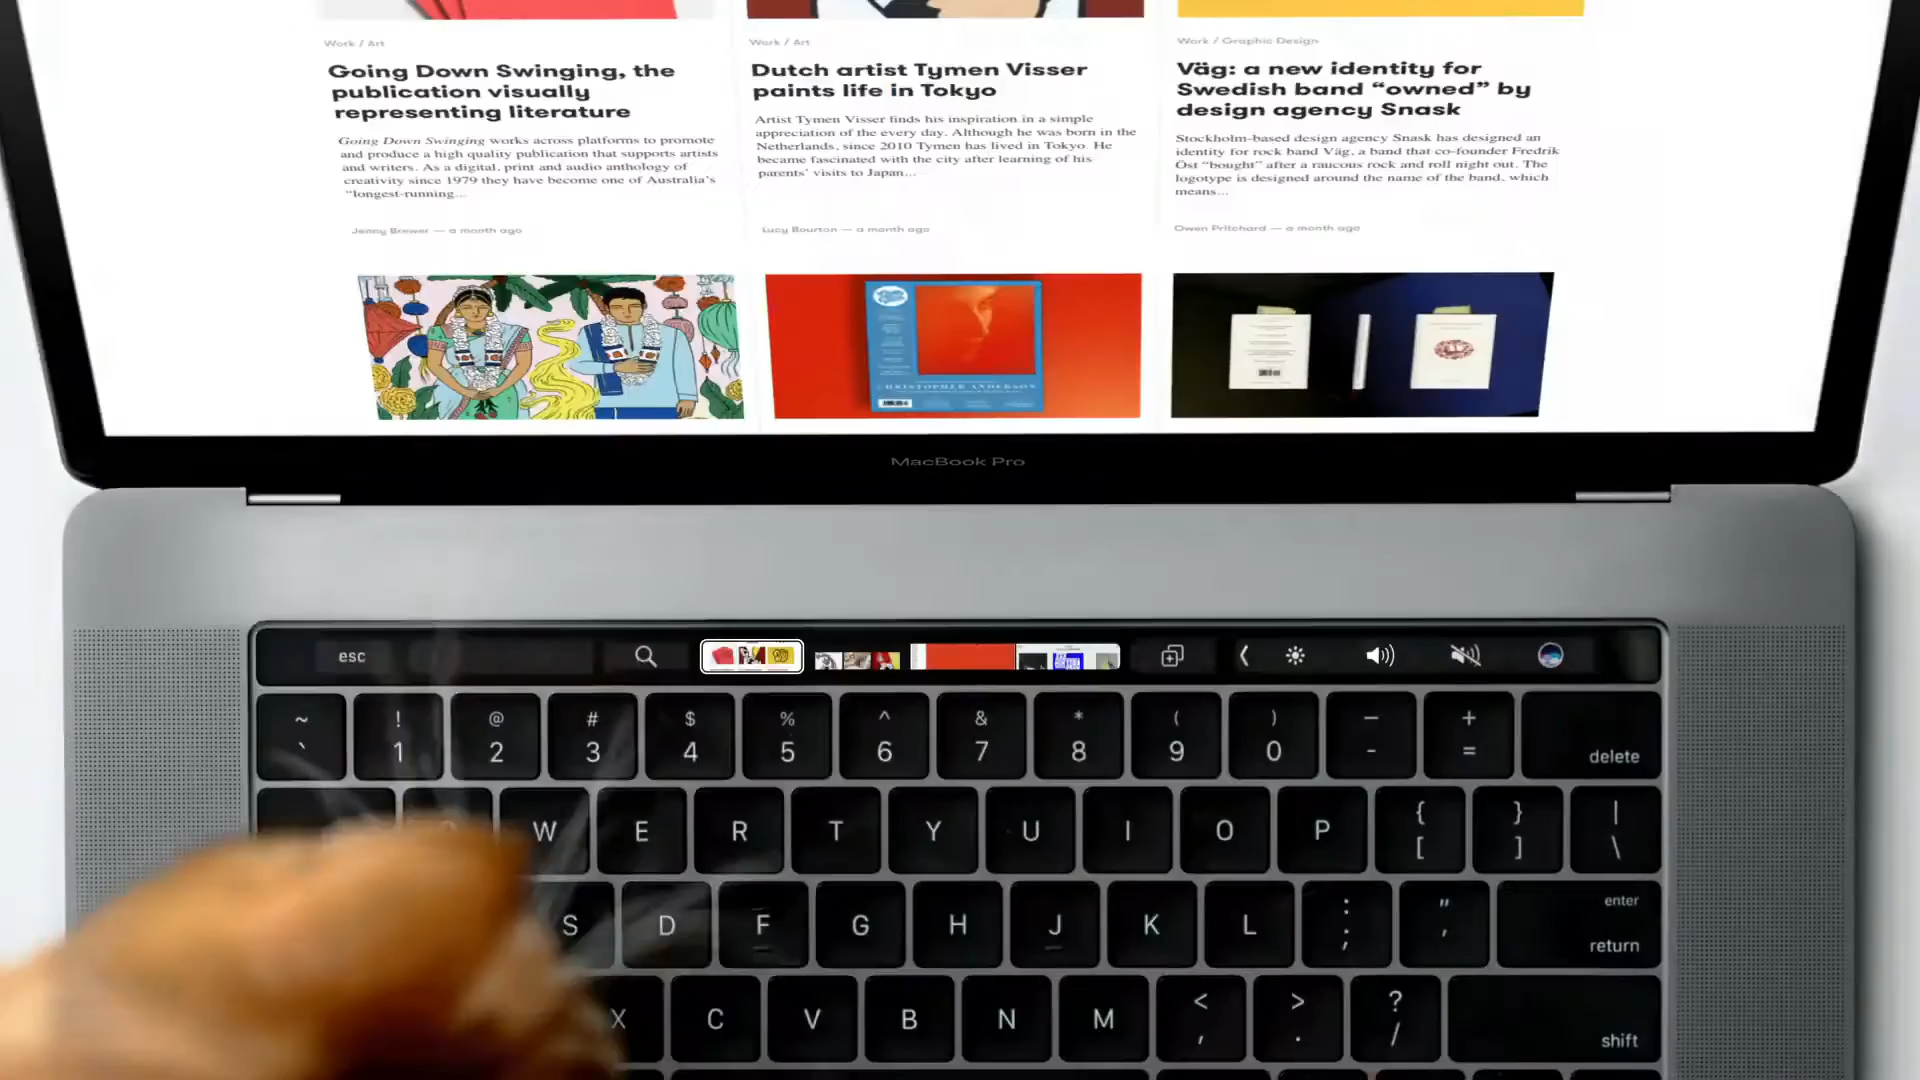 Work / Art
Going Down Swinging, the
publication visually
representing literature
Going Down Swinging works across platforms to promote
and produce a high quality publication that supports artists
and writers. As a digital, print and audio anthology of
creativity since 1979 they have become one of Australia's
"longest-running...
Jenny Brewer — a month ago
Work / Art
Dutch artist Tymen Visser
paints life in Tokyo
Artist Tymen Visser finds his inspiration in a simple
appreciation of the every day. Although he was born in the
Netherlands, since 2010 Tymen has lived in Tokyo. He
became fascinated with the city after learning of his
parents' visits to Japan...
Lucy Bourton — a month ago
Work / Graphic Design
Väg: a new identity for
Swedish band “owned” by
design agency Snask
Stockholm-based design agency Snask has designed an
identity for rock band Väg, a band that co-founder Fredrik
Öst “bought” after a raucous rock and roll night out. The
logotype is designed around the name of the band, which
means...
Owen Pritchard — a month ago
CHRISTOPHER ANDERSON
MacBook Pro
esc
~ ! @ # $ % ^ & * ( ) — +
` 1 2 3 4 5 6 7 8 9 0 - = delete
W E R T Y U I O P { } |
[ ] \
S D F G H J K L : " enter
; ' return
X C V B N M < > ?
, . / shift